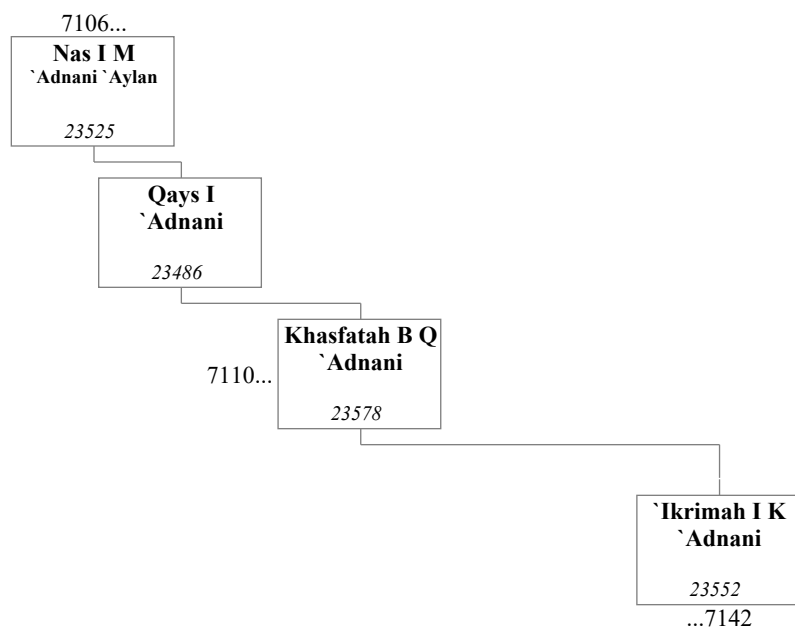 7106...
Nas I M
`Adnani `Aylan
23525
Qays I
`Adnani
23486
Khasfatah B Q
`Adnani
7110...
23578
`Ikrimah I K
`Adnani
23552
...7142